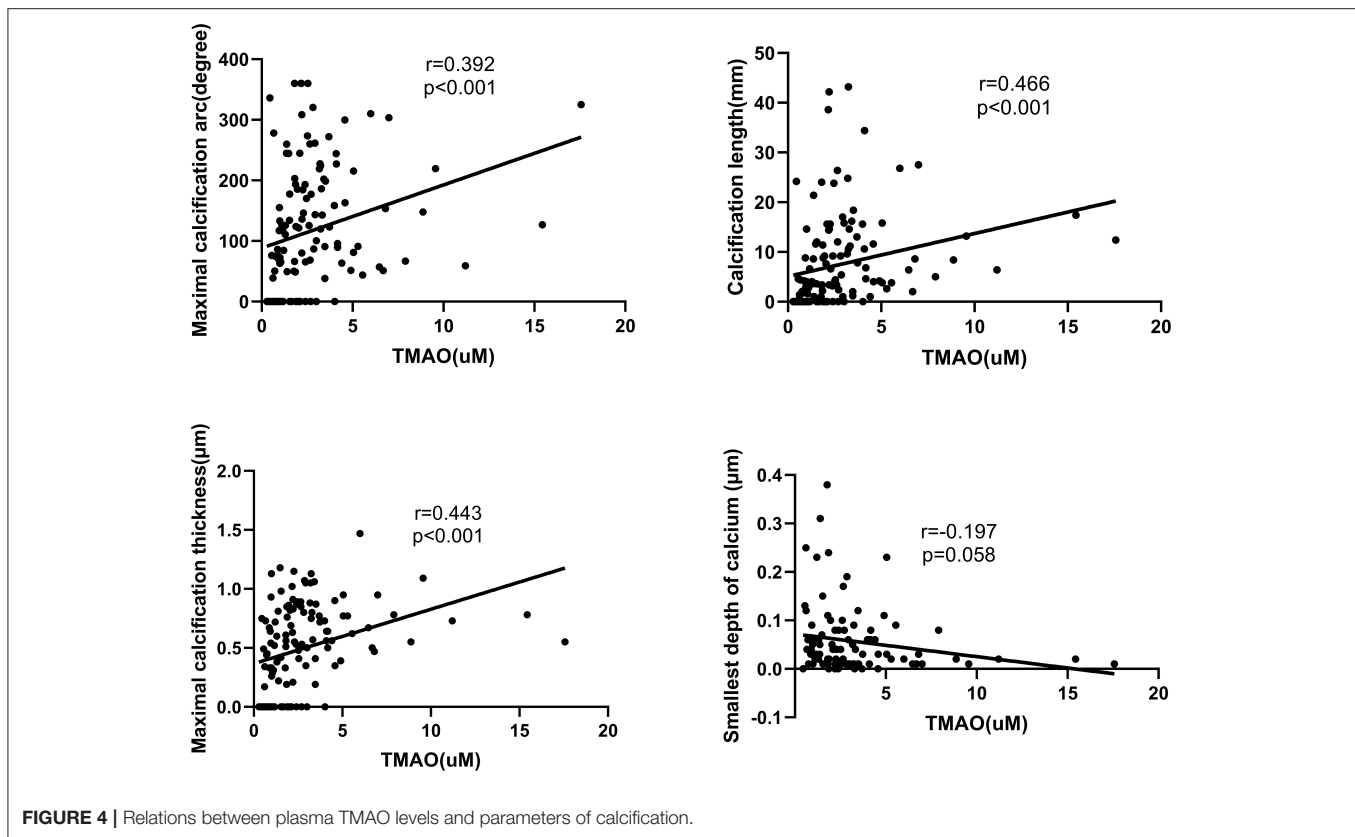 Maximal calcification arc(degree)
400
300
200
100
0
r=0.392
p<0.001
0
5
10
15
20
TMAO(uM)
Calcification length(mm)
50
40
30
20
10
0
r=0.466
p<0.001
0
5
10
15
20
TMAO(uM)
Maximal calcification thickness(μm)
2.0
1.5
1.0
0.5
0.0
r=0.443
p<0.001
0
5
10
15
20
TMAO(uM)
Smallest depth of calcium (μm)
0.4
0.3
0.2
0.1
0.0
-0.1
r=-0.197
p=0.058
5
10
15
20
TMAO(uM)
FIGURE 4 | Relations between plasma TMAO levels and parameters of calcification.